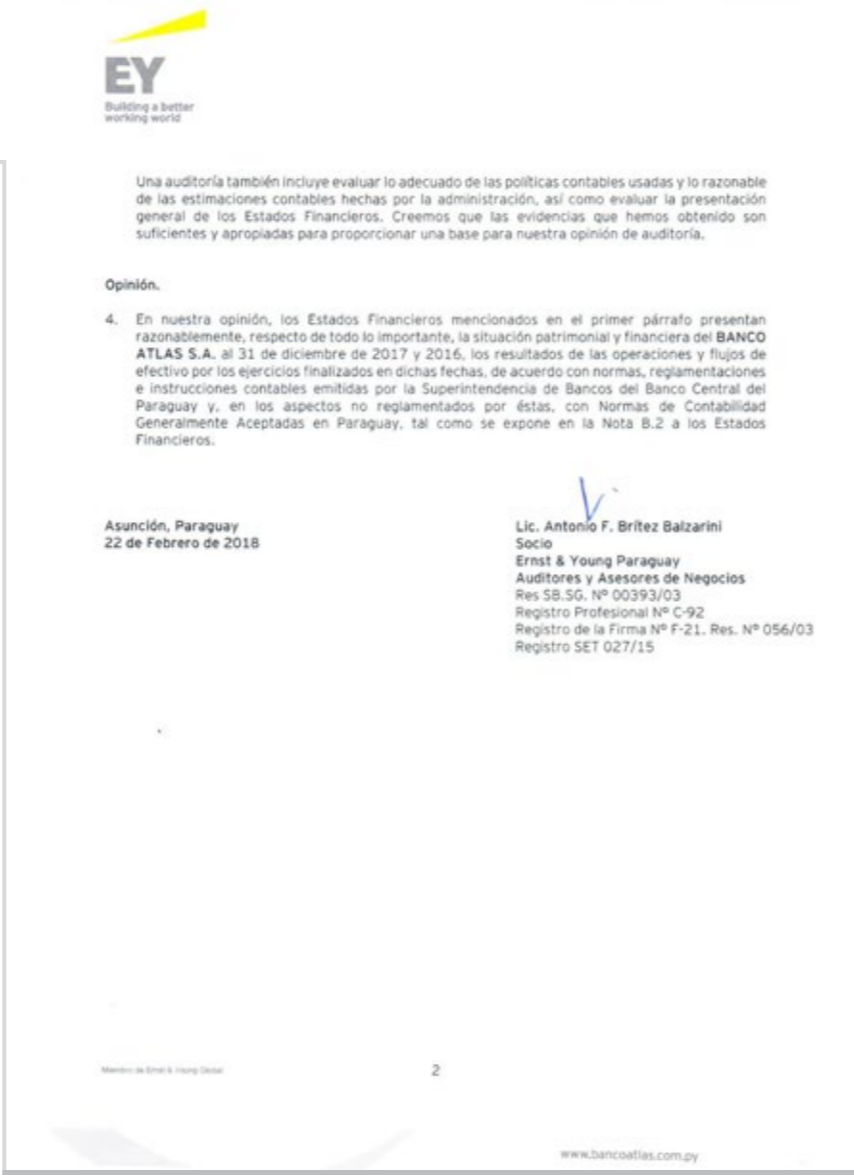 EY
Building a better
working world
Una auditoría también incluye evaluar lo adecuado de las políticas contables usadas y lo razonable
de las estimaciones contables hechas por la administración, así como evaluar la presentación
general de los Estados Financieros. Creemos que las evidencias que hemos obtenido son
suficientes y apropiadas para proporcionar una base para nuestra opinión de auditoría.
Opinión.
4. En nuestra opinión, los Estados Financieros mencionados en el primer párrafo presentan
razonablemente, respecto de todo lo importante, la situación patrimonial y financiera del BANCO
ATLAS S.A. al 31 de diciembre de 2017 y 2016, los resultados de las operaciones y flujos de
efectivo por los ejercicios finalizados en dichas fechas, de acuerdo con normas, reglamentaciones
e instrucciones contables emitidas por la Superintendencia de Bancos del Banco Central del
Paraguay y, en los aspectos no reglamentados por éstas, con Normas de Contabilidad
Generalmente Aceptadas en Paraguay, tal como se expone en la Nota B.2 a los Estados
Financieros.
Asunción, Paraguay
22 de Febrero de 2018
Lic. Antonio F. Brítez Balzarini
Socio
Ernst & Young Paraguay
Auditores y Asesores de Negocios
Res SB.SG. Nº 00393/03
Registro Profesional Nº C-92
Registro de la Firma Nº F-21. Res. Nº 056/03
Registro SET 027/15
Miembro de Ernst & Young Global
2
www.bancoatlas.com.py